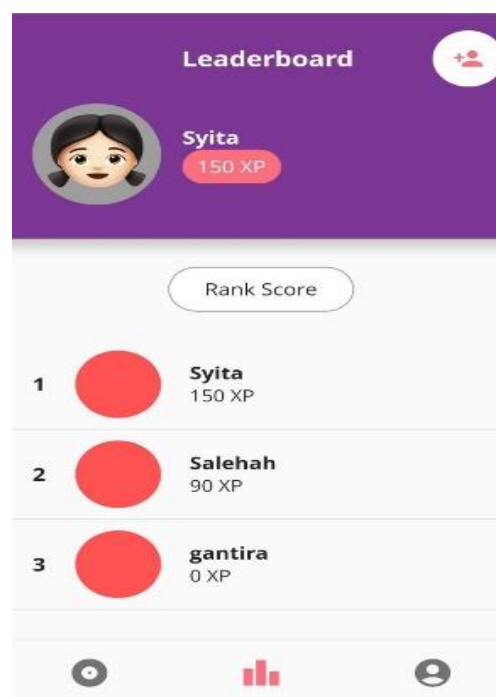 Leaderboard
Syita
150 XP
Rank Score
1
Syita
150 XP
2
Salehah
90 XP
3
gantira
0 XP